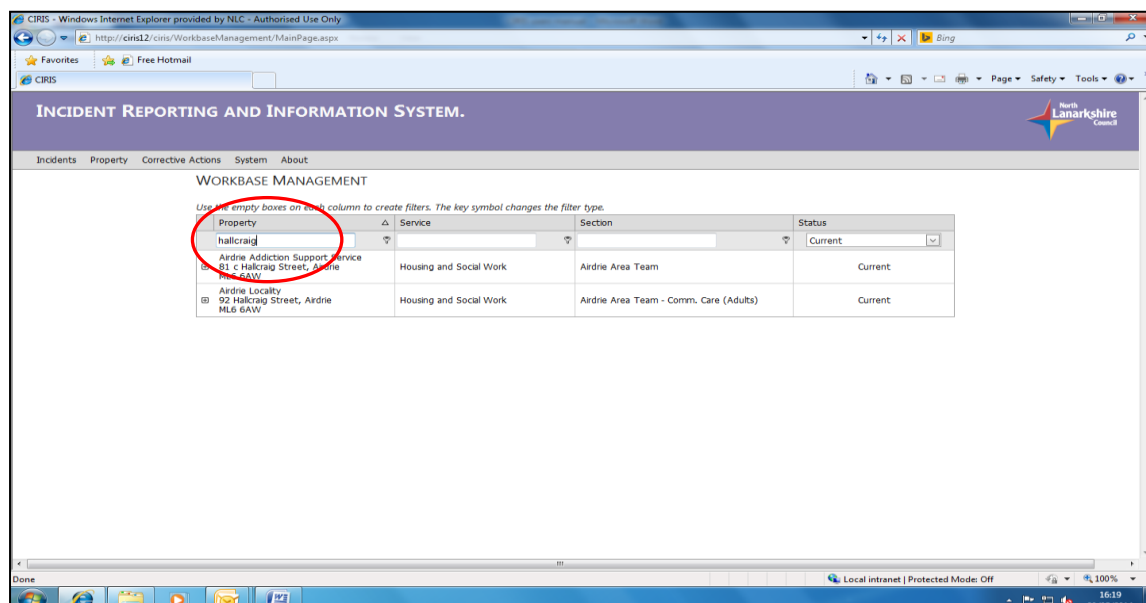 CIRIS - Windows Internet Explorer provided by NLC - Authorised Use Only
http://ciris12/ciris/WorkbaseManagement/MainPage.aspx
Bing
Favorites
Free Hotmail
CIRIS
Page
Safety
Tools
INCIDENT REPORTING AND INFORMATION SYSTEM.
North
Lanarkshire
Council
Incidents Property Corrective Actions System About
WORKBASE MANAGEMENT
Use the empty boxes on each column to create filters. The key symbol changes the filter type.
Property Service Section Status
hallcraig Current
Airdrie Addiction Support Service
81 c Hallcraig Street, Airdrie
ML6 6AW
Housing and Social Work
Airdrie Area Team
Current
Airdrie Locality
92 Hallcraig Street, Airdrie
ML6 6AW
Housing and Social Work
Airdrie Area Team - Comm. Care (Adults)
Current
Done
Local intranet | Protected Mode: Off
100%
16:19